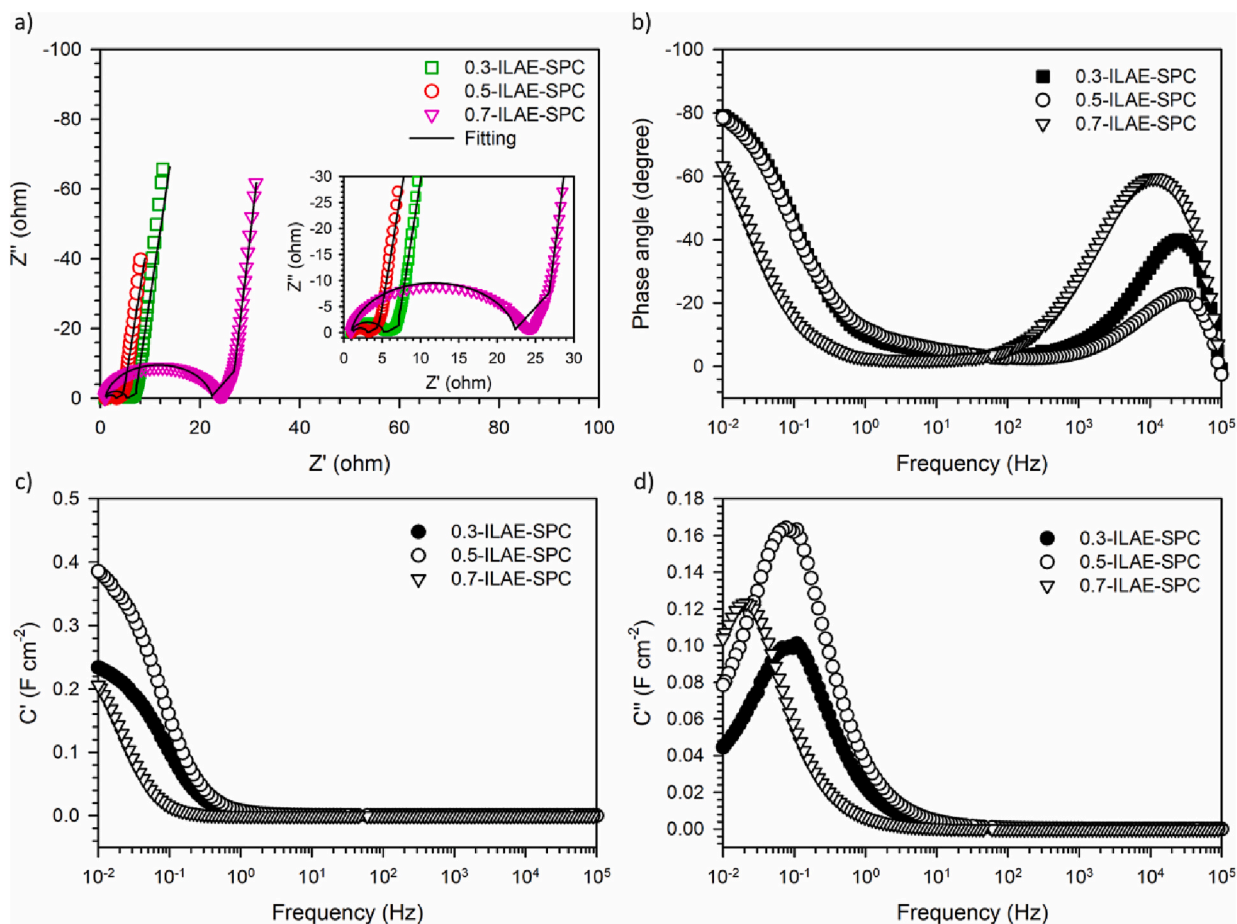 a)
-100
-80
-60
-40
-20
0
Z'' (ohm)
0 20 40 60 80 100
Z' (ohm)
0.3-ILAE-SPC
0.5-ILAE-SPC
0.7-ILAE-SPC
Fitting
-30
-25
-20
-15
-10
-5
0
Z'' (ohm)
0 5 10 15 20 25 30
Z' (ohm)
b)
-100
-80
-60
-40
-20
0
Phase angle (degree)
10-2 10-1 100 101 102 103 104 105
Frequency (Hz)
0.3-ILAE-SPC
0.5-ILAE-SPC
0.7-ILAE-SPC
c)
0.5
0.4
0.3
0.2
0.1
0.0
C' (F cm-2)
10-2 10-1 100 101 102 103 104 105
Frequency (Hz)
0.3-ILAE-SPC
0.5-ILAE-SPC
0.7-ILAE-SPC
d)
0.18
0.16
0.14
0.12
0.10
0.08
0.06
0.04
0.02
0.00
C'' (F cm-2)
10-2 10-1 100 101 102 103 104 105
Frequency (Hz)
0.3-ILAE-SPC
0.5-ILAE-SPC
0.7-ILAE-SPC